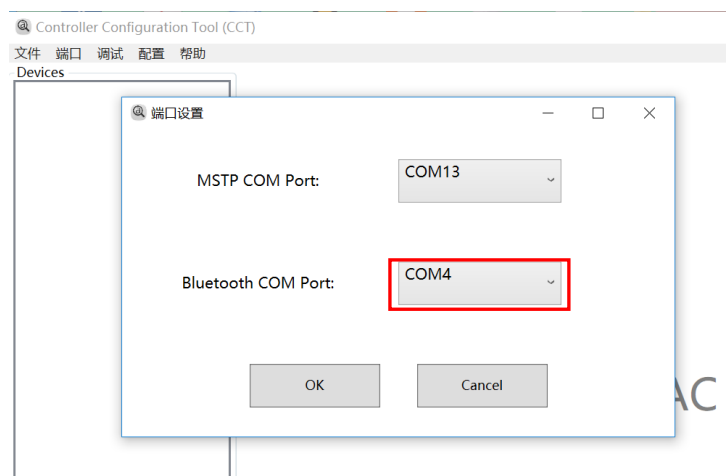 Controller Configuration Tool (CCT)
文件 端口 调试 配置 帮助
Devices
端口设置
MSTP COM Port: COM13
Bluetooth COM Port: COM4
OK Cancel
AC